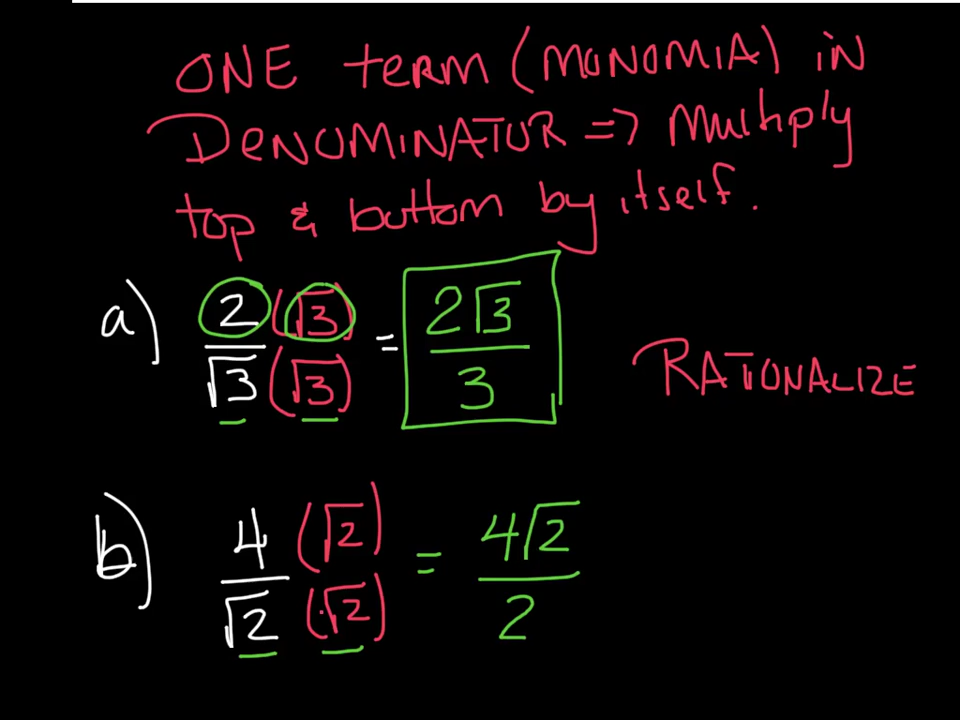 ONE term (MONOMIA) iN
DENOMINATOR => Multiply
top & bottom by itself.
a) 2(√3) / √3(√3) = 2√3 / 3
RATIONALIZE
b) 4(√2) / √2(√2) = 4√2 / 2